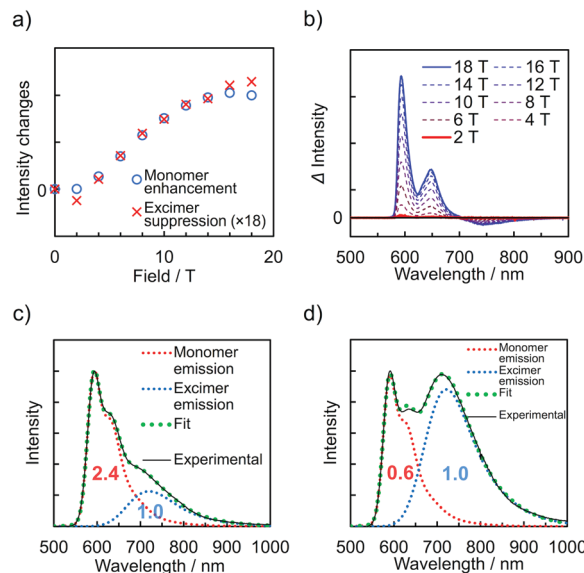 a)
Intensity changes
0
Monomer
enhancement
Excimer
suppression (×18)
0 5 10 15 20
Field / T
b)
Δ Intensity
18 T 16 T
14 T 12 T
10 T 8 T
6 T 4 T
2 T
0
500 600 700 800 900
Wavelength / nm
c)
Intensity
Monomer
emission
Excimer
emission
Fit
Experimental
2.4
1.0
500 600 700 800 900 1000
Wavelength / nm
d)
Intensity
Monomer
emission
Excimer
emission
Fit
Experimental
0.6
1.0
500 600 700 800 900 1000
Wavelength / nm